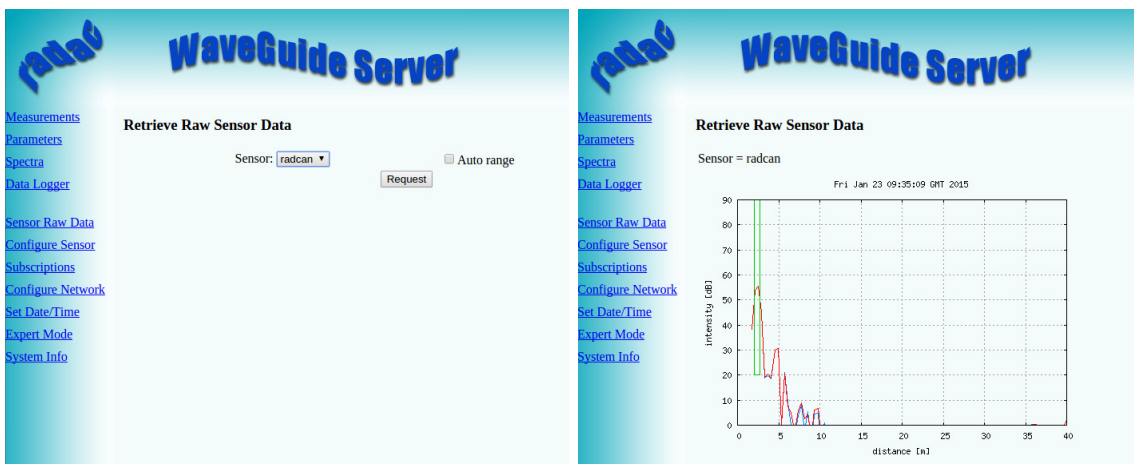 radac
WaveGuide Server
Measurements
Parameters
Spectra
Data Logger
Sensor Raw Data
Configure Sensor
Subscriptions
Configure Network
Set Date/Time
Expert Mode
System Info
Retrieve Raw Sensor Data
Sensor: radcan
Auto range
Request
radac
WaveGuide Server
Measurements
Parameters
Spectra
Data Logger
Sensor Raw Data
Configure Sensor
Subscriptions
Configure Network
Set Date/Time
Expert Mode
System Info
Retrieve Raw Sensor Data
Sensor = radcan
Fri Jan 23 09:35:09 GMT 2015
intensity [dB]
90
80
70
60
50
40
30
20
10
0
0 5 10 15 20 25 30 35 40
distance [m]